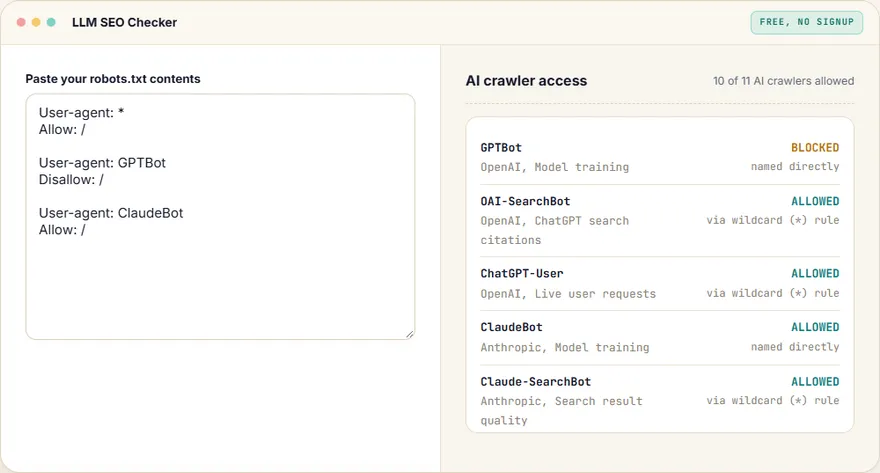 LLM SEO Checker
FREE, NO SIGNUP
Paste your robots.txt contents
User-agent: *
Allow: /
User-agent: GPTBot
Disallow: /
User-agent: ClaudeBot
Allow: /
AI crawler access
10 of 11 AI crawlers allowed
GPTBot
BLOCKED
OpenAI, Model training
named directly
OAI-SearchBot
ALLOWED
OpenAI, ChatGPT search
via wildcard (*) rule
citations
ChatGPT-User
ALLOWED
OpenAI, Live user requests
via wildcard (*) rule
ClaudeBot
ALLOWED
Anthropic, Model training
named directly
Claude-SearchBot
ALLOWED
Anthropic, Search result
via wildcard (*) rule
quality